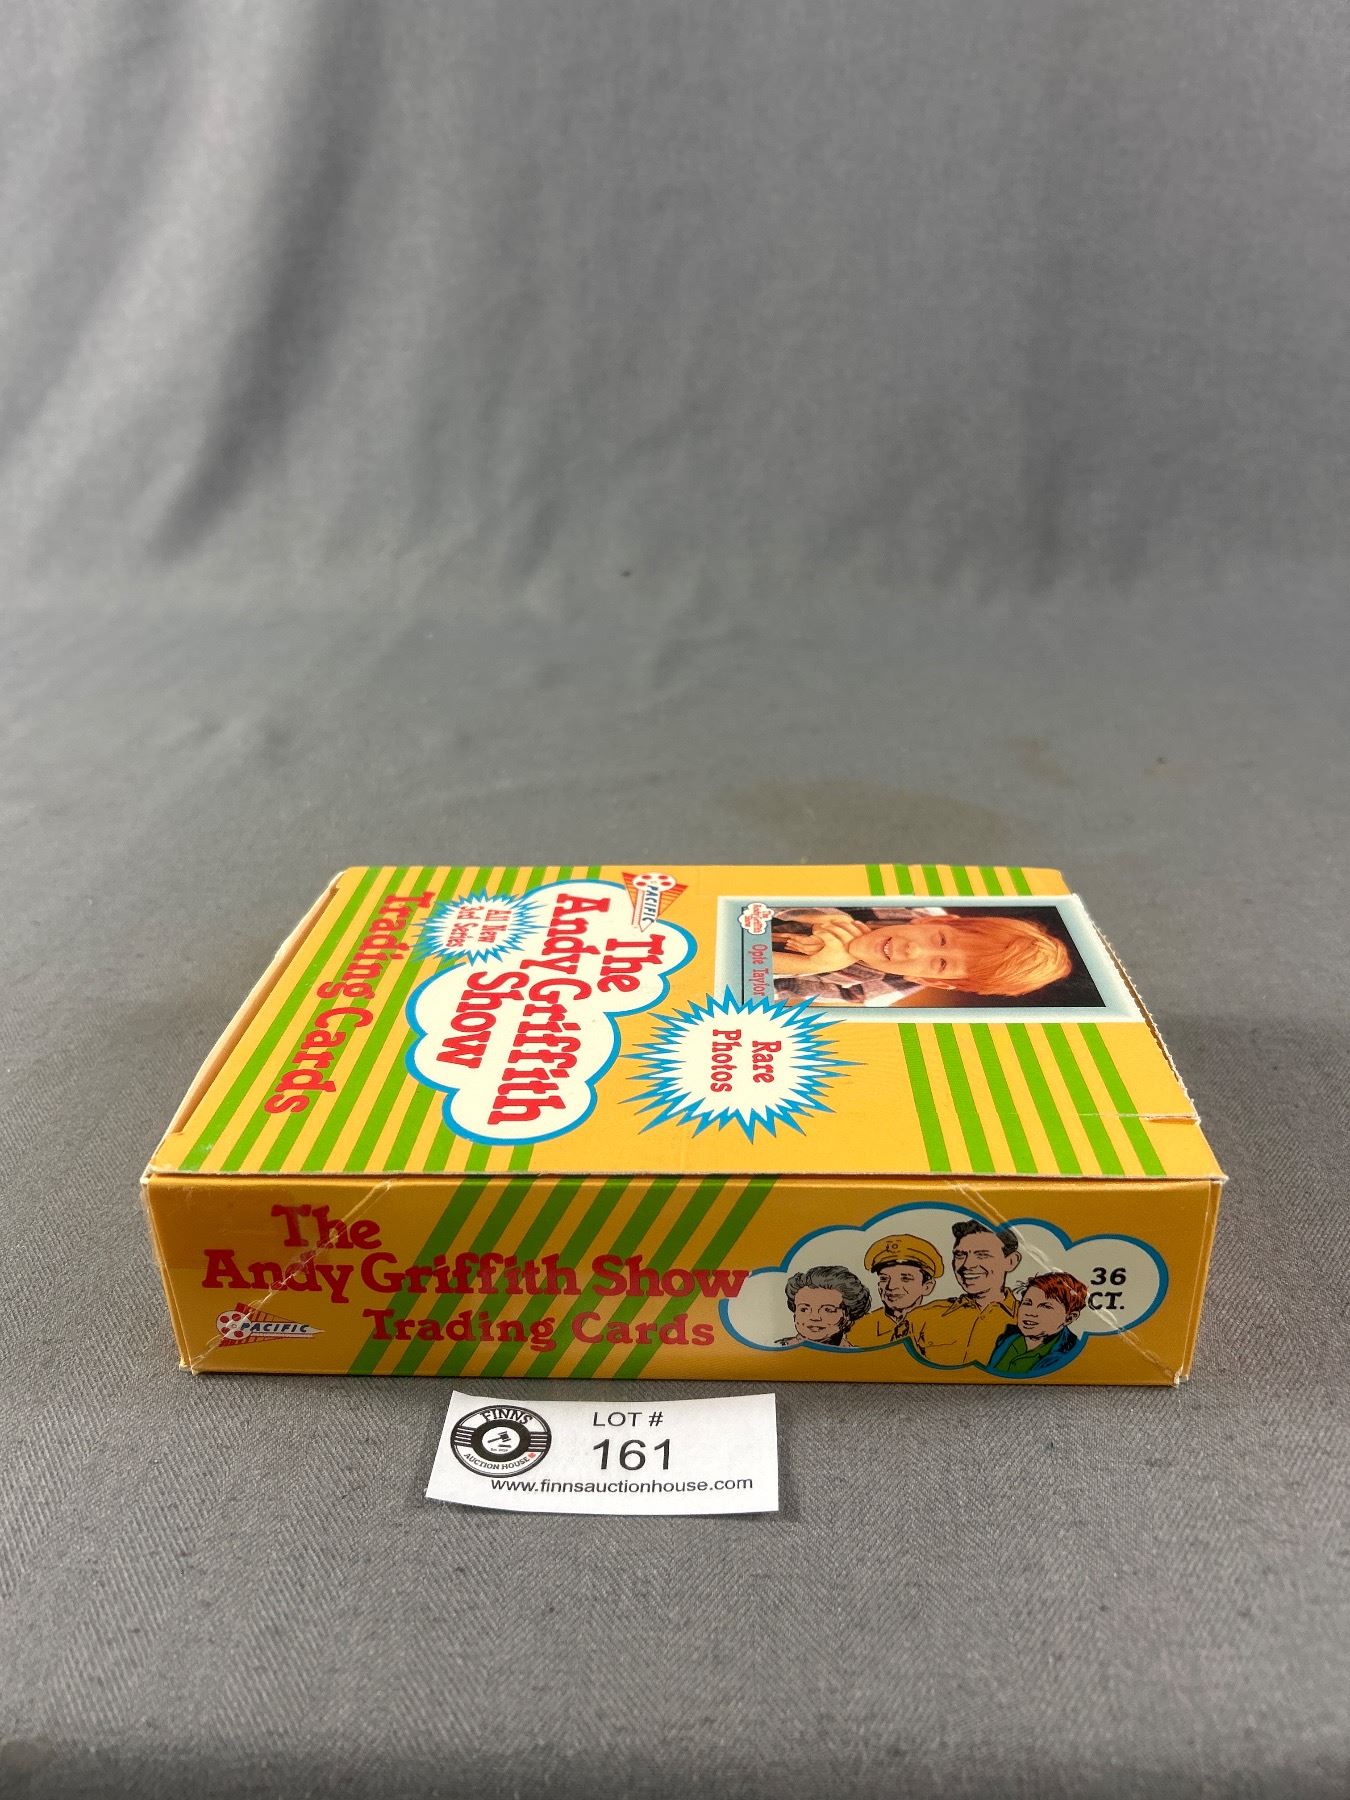 PACIFIC
The
Andy Griffith
Show
All New
3rd Series
Trading Cards
Opie Taylor
Rare
Photos
The
Andy Griffith Show
Trading Cards
PACIFIC
36
CT.
FINNS
AUCTION HOUSE
LOT #
161
www.finnsauctionhouse.com